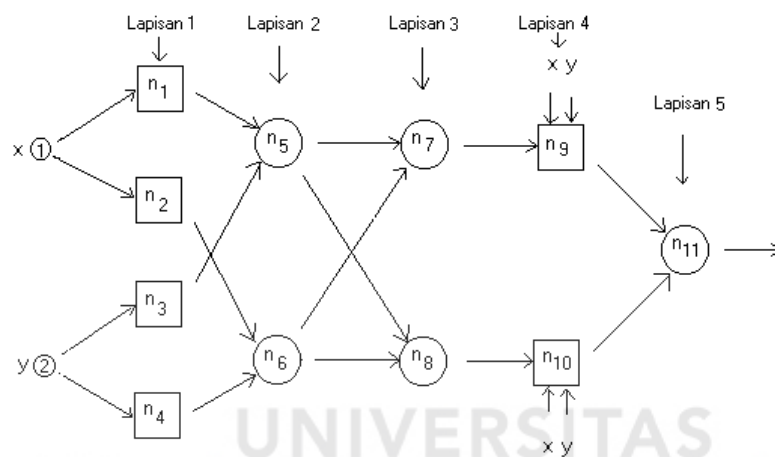 Lapisan 1
Lapisan 2
Lapisan 3
Lapisan 4
x y
Lapisan 5
n1
n5
n7
n9
x 1
n2
n11
n3
y 2
n6
n8
n10
n4
x y
UNIVERSITAS